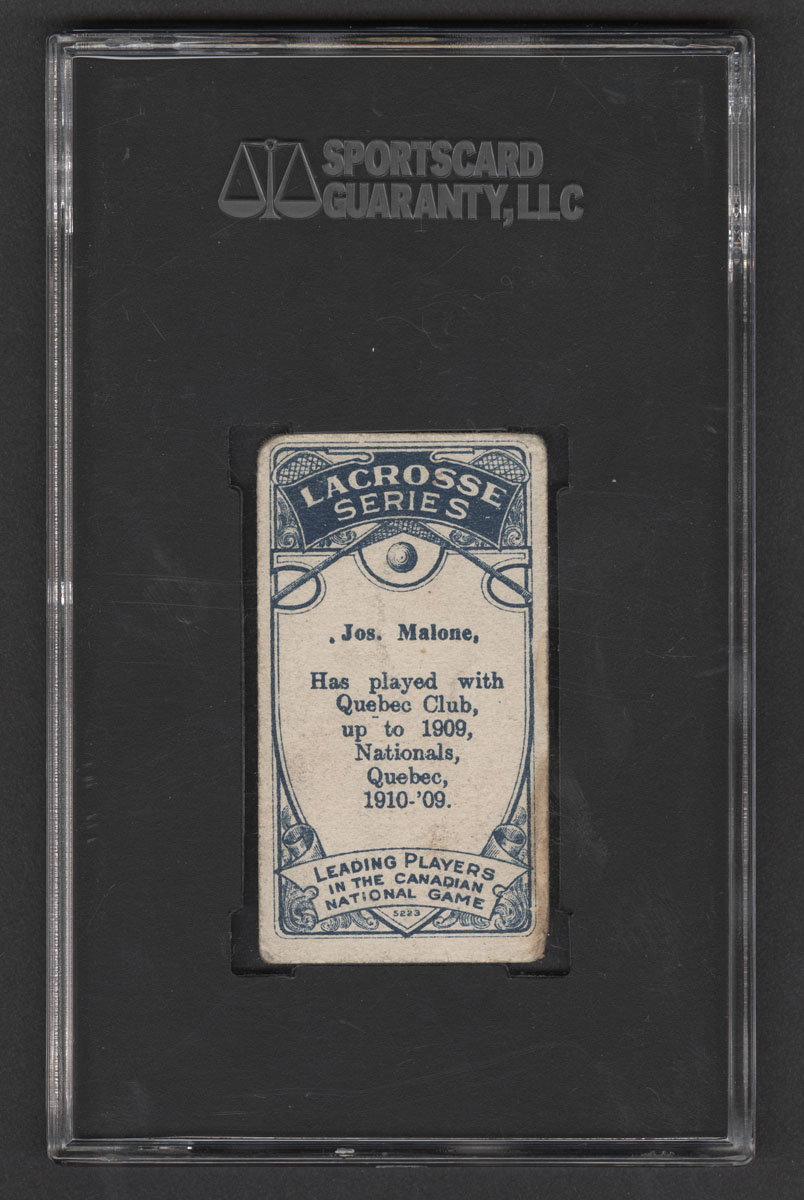 SPORTSCARD
GUARANTY, LLC
LACROSSE
SERIES
Jos. Malone,
Has played with
Quebec Club,
up to 1909,
Nationals,
Quebec,
1910-'09.
LEADING PLAYERS
IN THE CANADIAN
NATIONAL GAME
5223